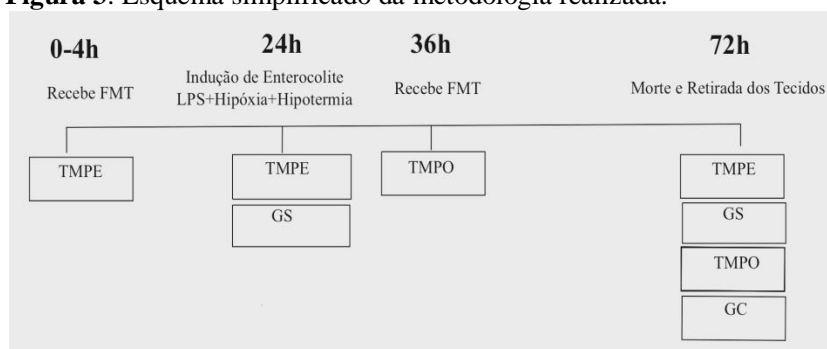 Figura 3. Esquema simplificado da metodologia realizada.
0-4h
Recebe FMT
TMPE
24h
Indução de Enterocolite
LPS+Hipóxia+Hipotermia
TMPE
GS
36h
Recebe FMT
TMPO
72h
Morte e Retirada dos Tecidos
TMPE
GS
TMPO
GC